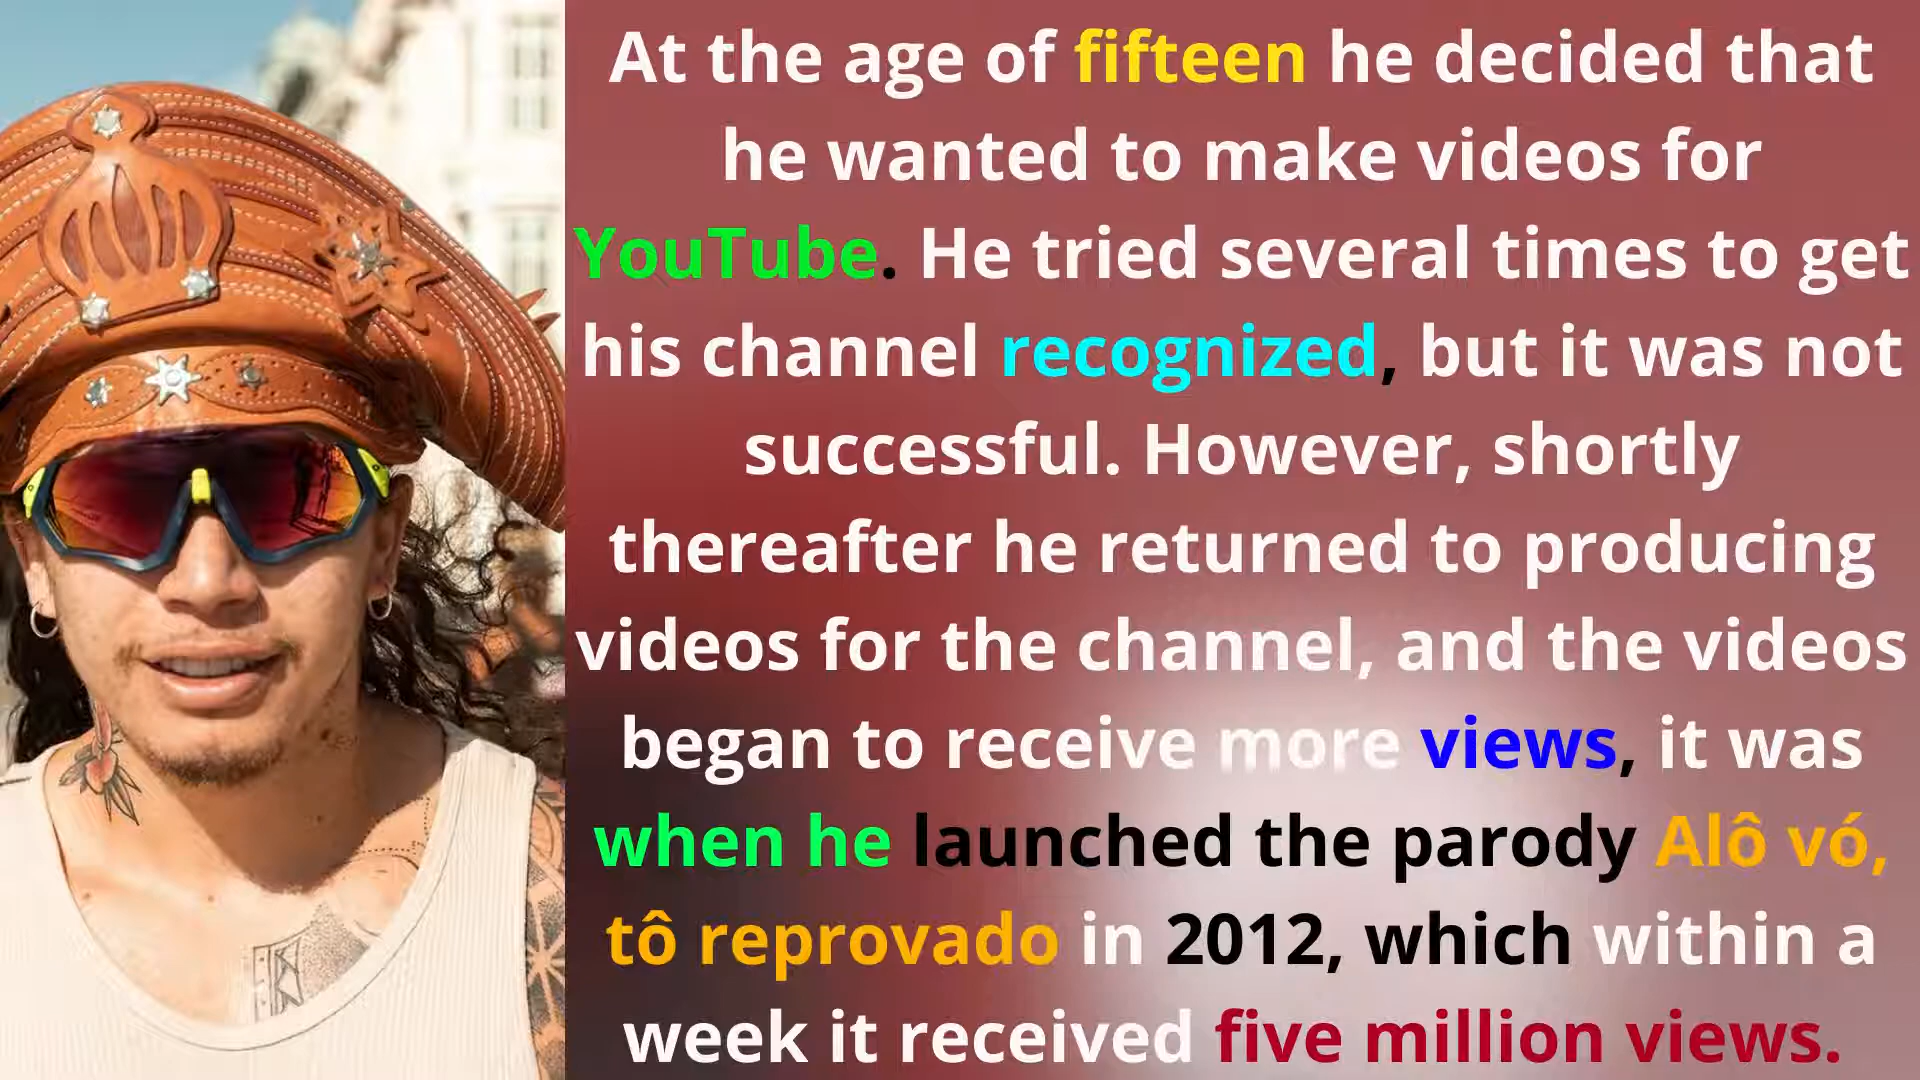 At the age of fifteen he decided that
he wanted to make videos for
YouTube. He tried several times to get
his channel recognized, but it was not
successful. However, shortly
thereafter he returned to producing
videos for the channel, and the videos
began to receive more views, it was
when he launched the parody Alô vó,
tô reprovado in 2012, which within a
week it received five million views.